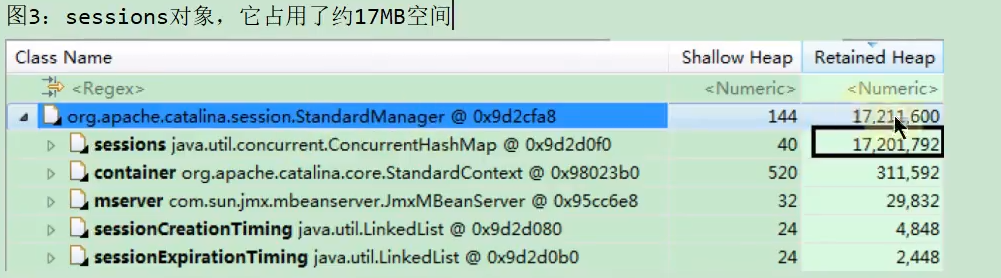 图3：sessions对象，它占用了约17MB空间
Class Name Shallow Heap Retained Heap
<Regex> <Numeric> <Numeric>
org.apache.catalina.session.StandardManager @ 0x9d2cfa8 144 17,211,600
sessions java.util.concurrent.ConcurrentHashMap @ 0x9d2d0f0 40 17,201,792
container org.apache.catalina.core.StandardContext @ 0x98023b0 520 311,592
mserver com.sun.jmx.mbeanserver.JmxMBeanServer @ 0x95cc6e8 32 29,832
sessionCreationTiming java.util.LinkedList @ 0x9d2d080 24 4,848
sessionExpirationTiming java.util.LinkedList @ 0x9d2d0b0 24 2,448